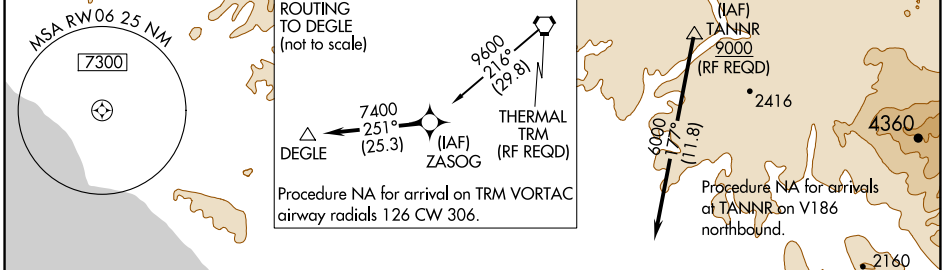 MSA RW06 25 NM
7300
ROUTING
TO DEGLE
(not to scale)
9600
216°
(29.8)
7400
251°
(25.3)
DEGLE
(IAF)
ZASOG
THERMAL
TRM
(RF REQD)
Procedure NA for arrival on TRM VORTAC
airway radials 126 CW 306.
(IAF)
TANNR
9000
(RF REQD)
2416
6000
177°
(11.8)
4360
Procedure NA for arrivals
at TANNR on V186
northbound.
2160